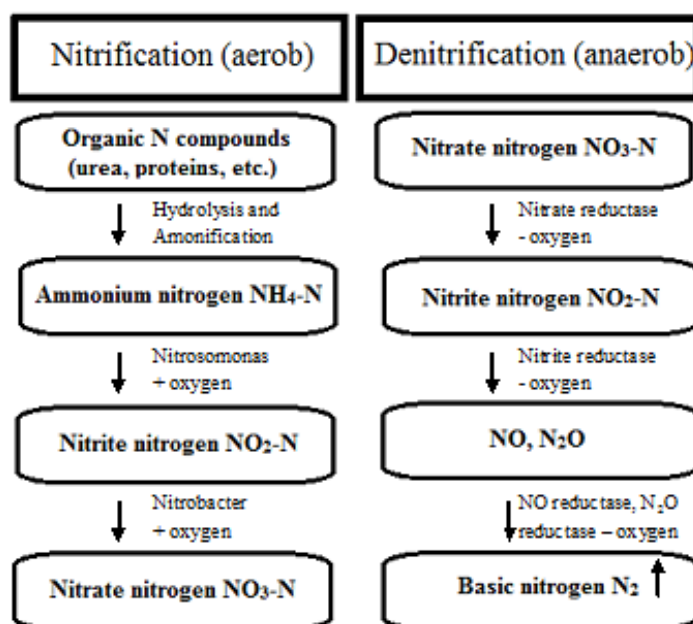 Nitrification (aerob)
Organic N compounds
(urea, proteins, etc.)
Hydrolysis and
Amonification
Ammonium nitrogen NH₄-N
Nitrosomonas
+ oxygen
Nitrite nitrogen NO₂-N
Nitrobacter
+ oxygen
Nitrate nitrogen NO₃-N
Denitrification (anaerob)
Nitrate nitrogen NO₃-N
Nitrate reductase
- oxygen
Nitrite nitrogen NO₂-N
Nitrite reductase
- oxygen
NO, N₂O
NO reductase, N₂O
reductase – oxygen
Basic nitrogen N₂